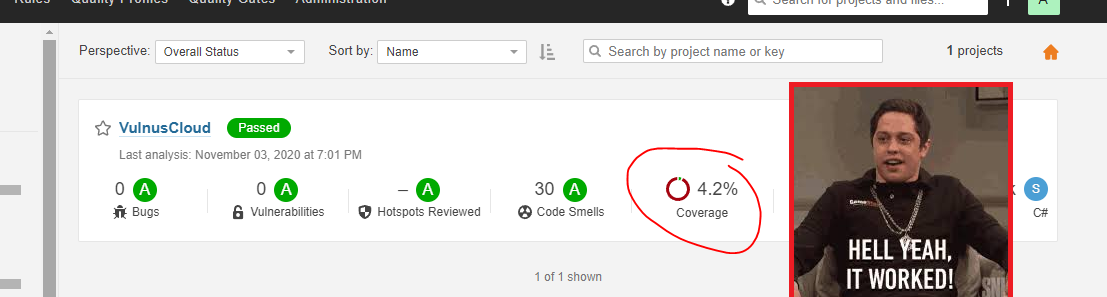 Rules Quality Profiles Quality Gates Administration
Search for projects and files...
A
Perspective: Overall Status Sort by: Name Search by project name or key 1 projects
VulnusCloud Passed
Last analysis: November 03, 2020 at 7:01 PM
0 A 0 A – A 30 A 4.2% k S
Bugs Vulnerabilities Hotspots Reviewed Code Smells Coverage C#
HELL YEAH,
IT WORKED!
SNL
1 of 1 shown